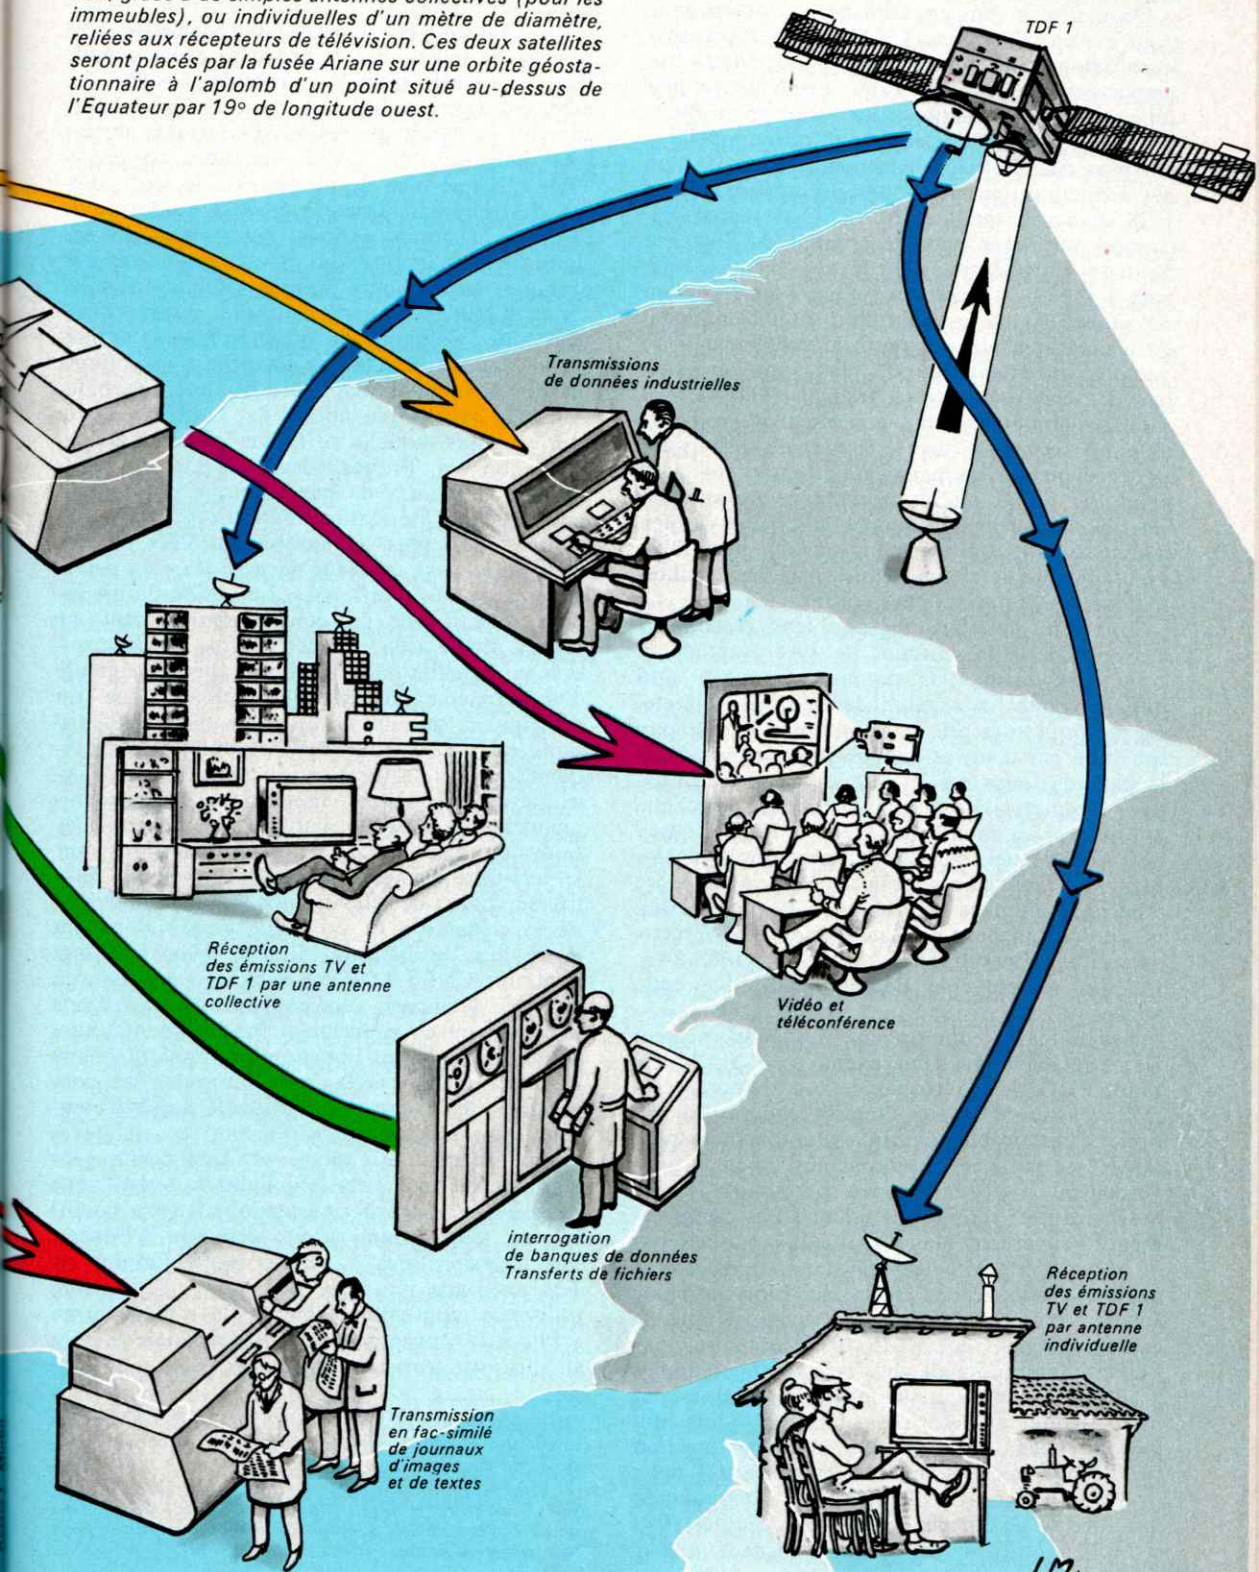 immeubles), ou individuelles d'un mètre de diamètre,
reliées aux récepteurs de télévision. Ces deux satellites
seront placés par la fusée Ariane sur une orbite géosta-
tionnaire à l'aplomb d'un point situé au-dessus de
l'Equateur par 19° de longitude ouest.
TDF 1
Transmissions
de données industrielles
Réception
des émissions TV et
TDF 1 par une antenne
collective
Vidéo et
téléconférence
interrogation
de banques de données
Transferts de fichiers
Réception
des émissions
TV et TDF 1
par antenne
individuelle
Transmission
en fac-similé
de journaux
d'images
et de textes